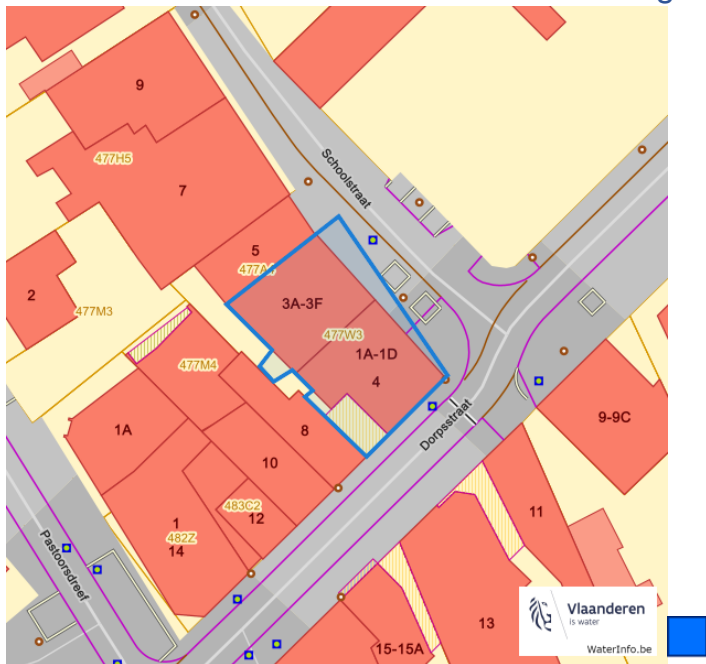 9
477H5
7
Schoolstraat
5
477A4
2
477M3
3A-3F
477W3
1A-1D
4
477M4
1A
8
10
Dorpsstraat
9-9C
483C2
12
1
482Z
14
11
Pastoorsdreef
13
15-15A
Vlaanderen
is water
WaterInfo.be